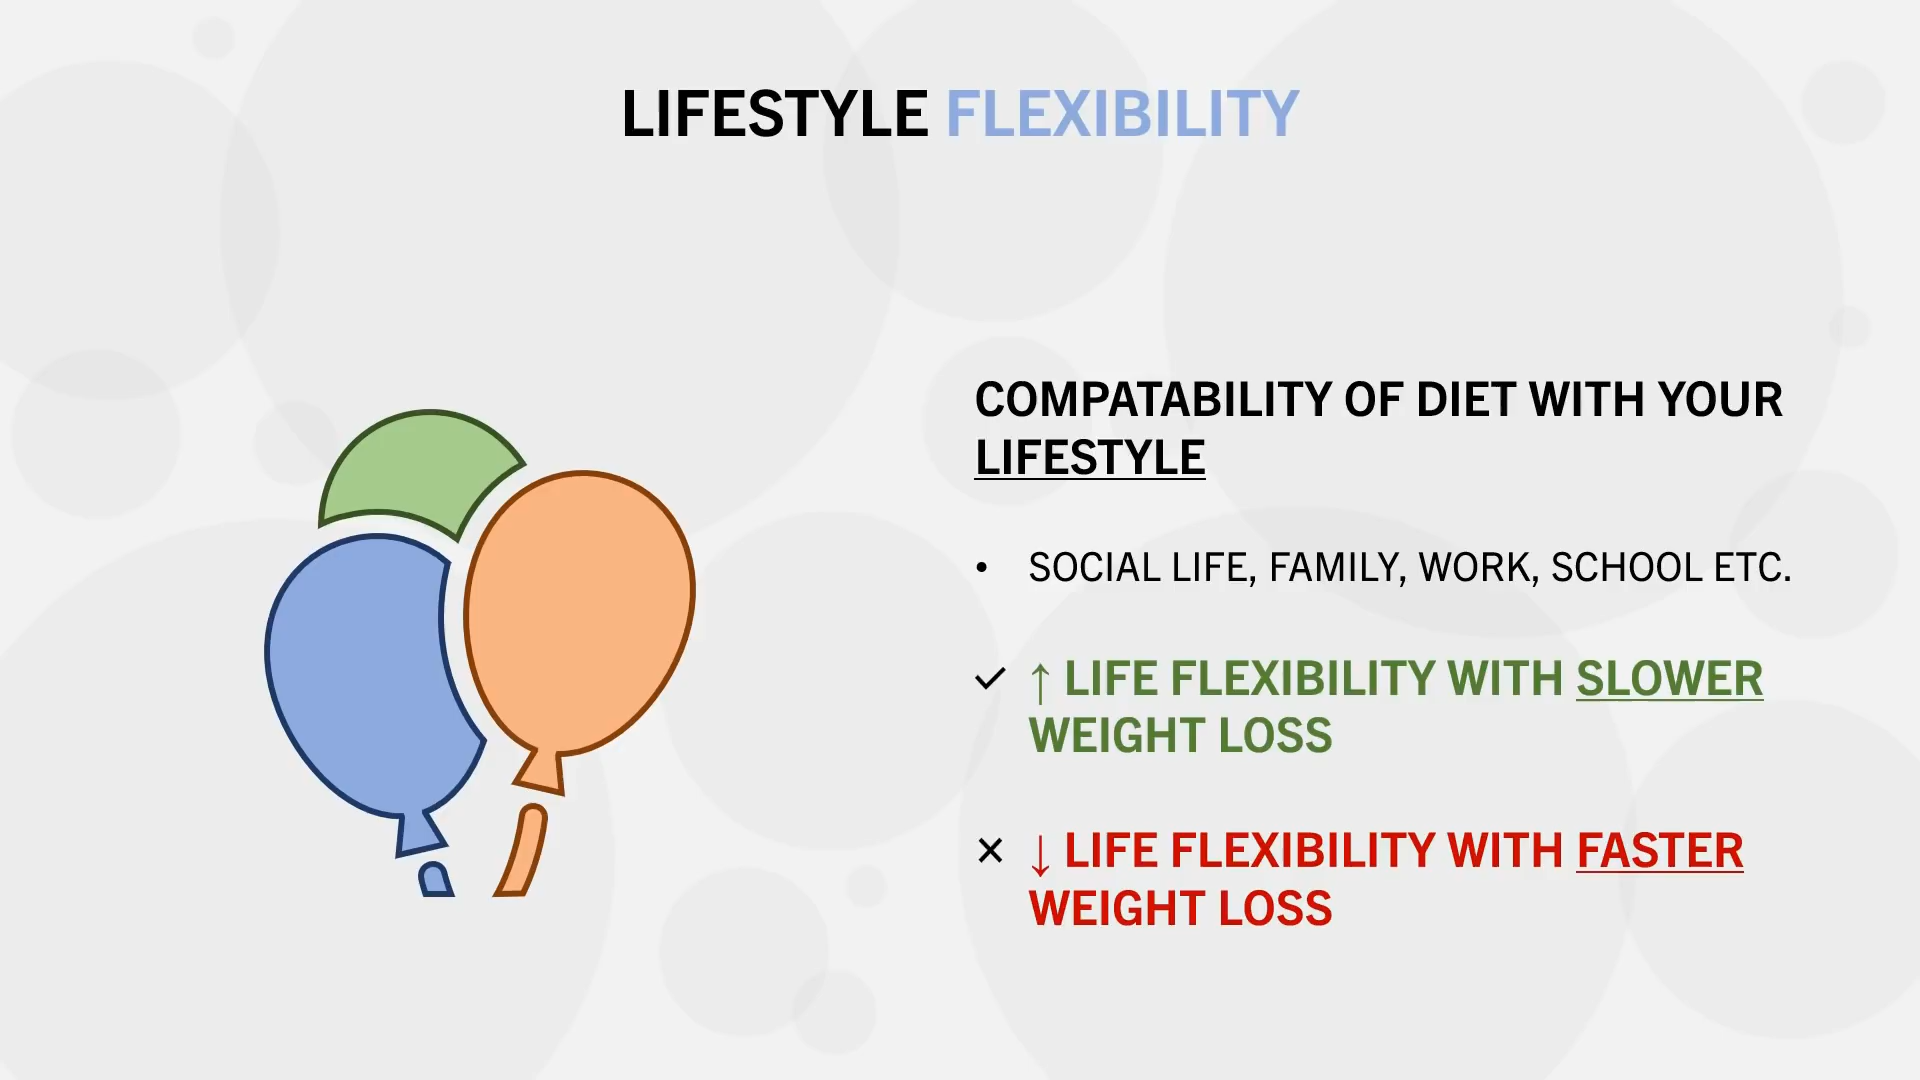 LIFESTYLE FLEXIBILITY
COMPATABILITY OF DIET WITH YOUR
LIFESTYLE
• SOCIAL LIFE, FAMILY, WORK, SCHOOL ETC.
✓ ↑ LIFE FLEXIBILITY WITH SLOWER
WEIGHT LOSS
× ↓ LIFE FLEXIBILITY WITH FASTER
WEIGHT LOSS